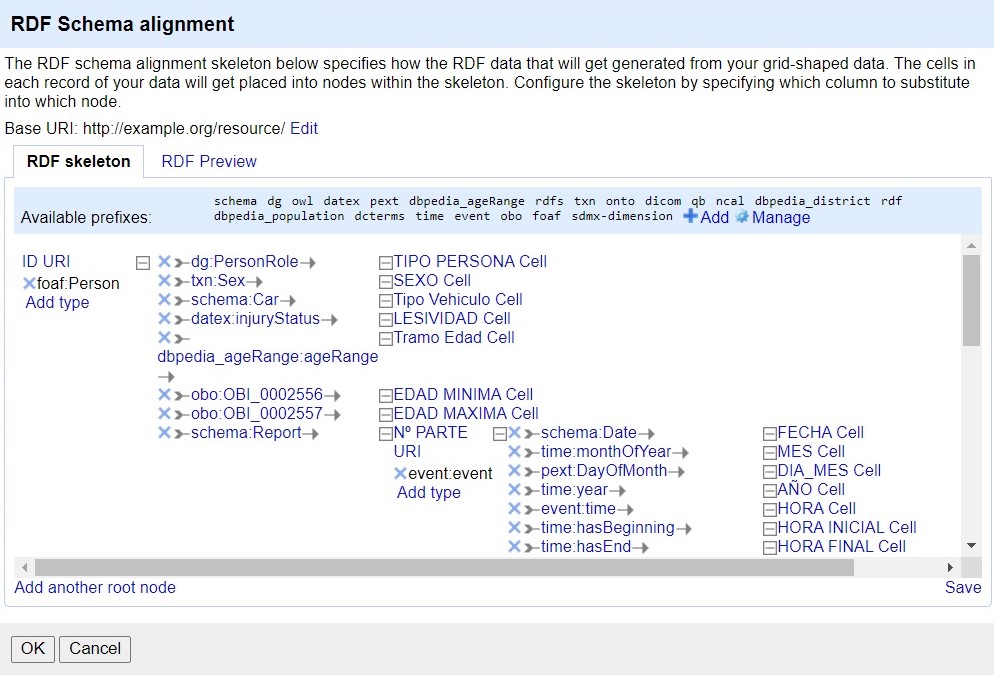 RDF Schema alignment
The RDF schema alignment skeleton below specifies how the RDF data that will get generated from your grid-shaped data. The cells in
each record of your data will get placed into nodes within the skeleton. Configure the skeleton by specifying which column to substitute
into which node.
Base URI: http://example.org/resource/ Edit
RDF skeleton RDF Preview
schema dg owl datex pext dbpedia_ageRange rdfs txn onto dicom qb ncal dbpedia_district rdf
Available prefixes: dbpedia_population dcterms time event obo foaf sdmx-dimension Add Manage
ID URI dg:PersonRole TIPO PERSONA Cell
foaf:Person txn:Sex SEXO Cell
Add type schema:Car Tipo Vehiculo Cell
datex:injuryStatus LESIVIDAD Cell
Tramo Edad Cell
dbpedia_ageRange:ageRange
obo:OBI_0002556 EDAD MINIMA Cell
obo:OBI_0002557 EDAD MAXIMA Cell
schema:Report Nº PARTE schema:Date FECHA Cell
URI time:monthOfYear MES Cell
event:event pext:DayOfMonth DIA_MES Cell
Add type time:year AÑO Cell
event:time HORA Cell
time:hasBeginning HORA INICIAL Cell
time:hasEnd HORA FINAL Cell
Add another root node Save
OK Cancel